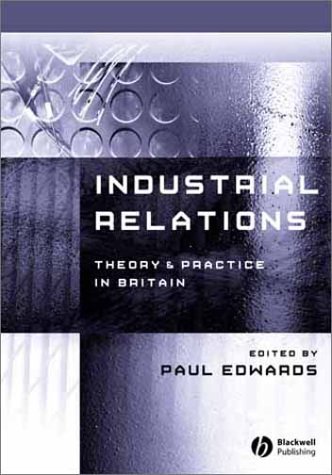 INDUSTRIAL
RELATIONS
THEORY & PRACTICE
IN BRITAIN
EDITED BY
PAUL EDWARDS
Blackwell
Publishing